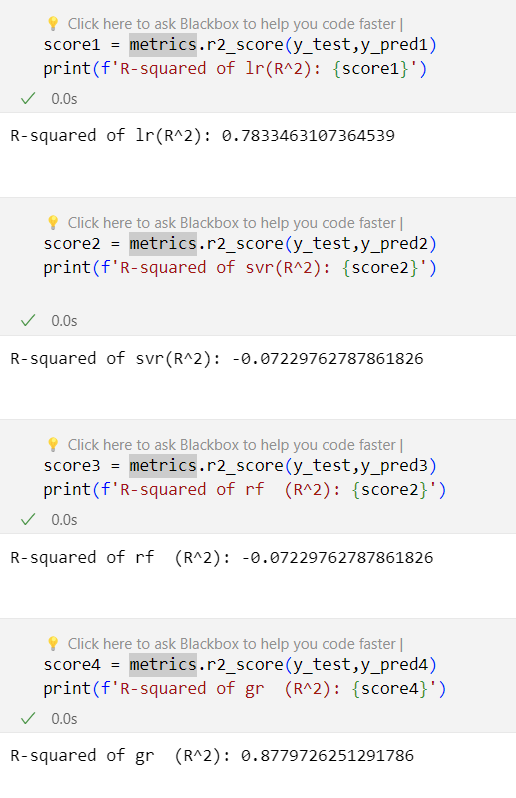 Click here to ask Blackbox to help you code faster |
score1 = metrics.r2_score(y_test,y_pred1)
print(f'R-squared of lr(R^2): {score1}')
0.0s
R-squared of lr(R^2): 0.7833463107364539
Click here to ask Blackbox to help you code faster |
score2 = metrics.r2_score(y_test,y_pred2)
print(f'R-squared of svr(R^2): {score2}')
0.0s
R-squared of svr(R^2): -0.07229762787861826
Click here to ask Blackbox to help you code faster |
score3 = metrics.r2_score(y_test,y_pred3)
print(f'R-squared of rf  (R^2): {score2}')
0.0s
R-squared of rf  (R^2): -0.07229762787861826
Click here to ask Blackbox to help you code faster |
score4 = metrics.r2_score(y_test,y_pred4)
print(f'R-squared of gr  (R^2): {score4}')
0.0s
R-squared of gr  (R^2): 0.8779726251291786